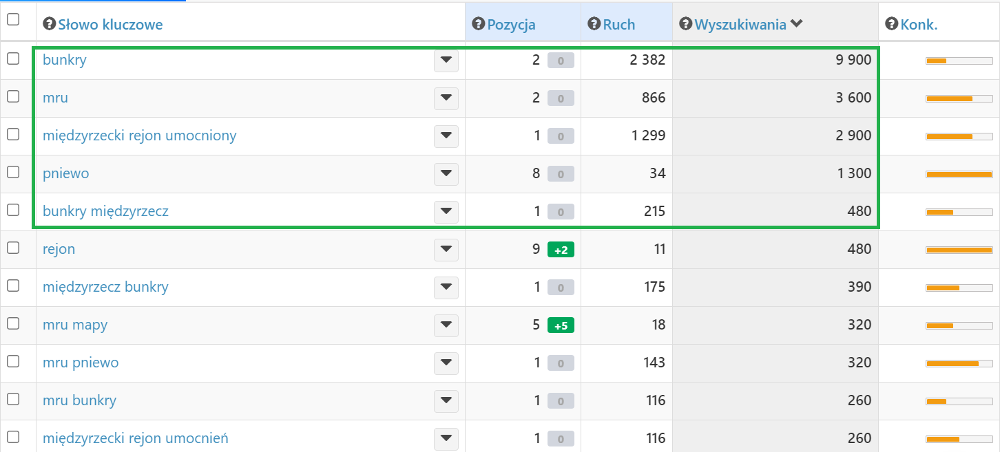 Słowo kluczowe Pozycja Ruch Wyszukiwania Konk.
bunkry 2 0 2 382 9 900
mru 2 0 866 3 600
międzyrzecki rejon umocniony 1 0 1 299 2 900
pniewo 8 0 34 1 300
bunkry międzyrzecz 1 0 215 480
rejon 9 +2 11 480
międzyrzecz bunkry 1 0 175 390
mru mapy 5 +5 18 320
mru pniewo 1 0 143 320
mru bunkry 1 0 116 260
międzyrzecki rejon umocnień 1 0 116 260